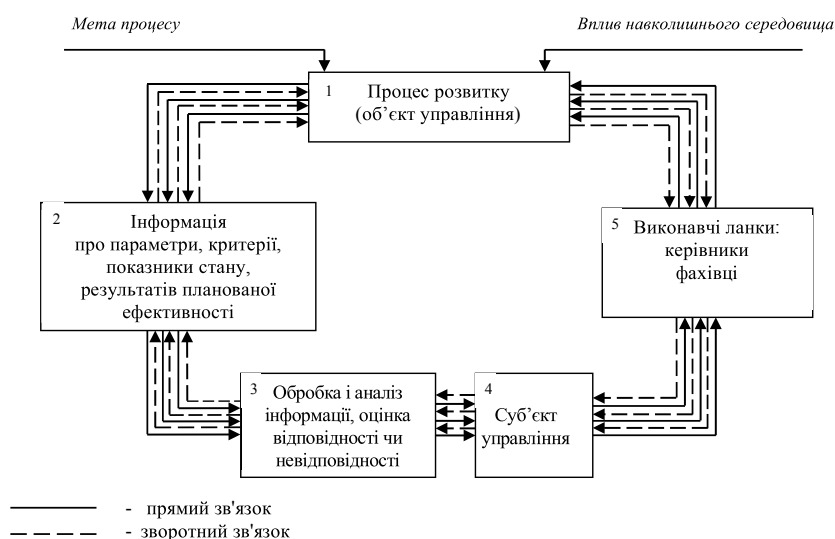 Мета процесу
Вплив навколишнього середовища
1
Процес розвитку
(об’єкт управління)
2
Інформація
про параметри, критерії,
показники стану,
результатів планованої
ефективності
5
Виконавчі ланки:
керівники
фахівці
3
Обробка і аналіз
інформації, оцінка
відповідності чи
невідповідності
4
Суб’єкт
управління
- прямий зв'язок
- зворотний зв'язок